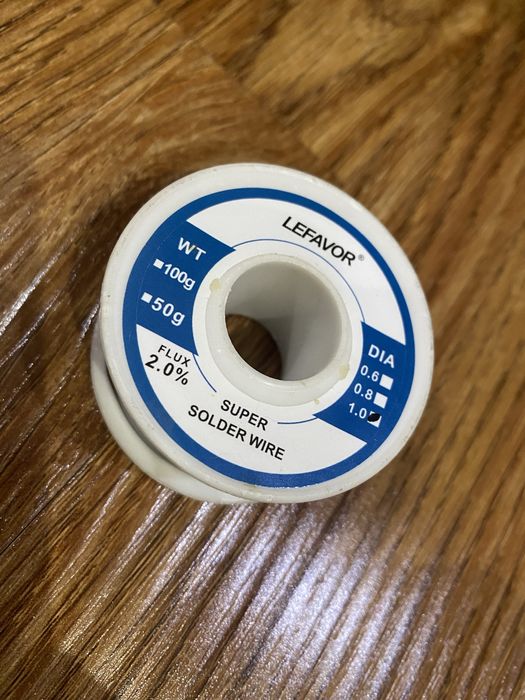 LEFAVOR®
WT
100g
50g
FLUX
2.0%
DIA
0.6
0.8
1.0
SUPER
SOLDER WIRE